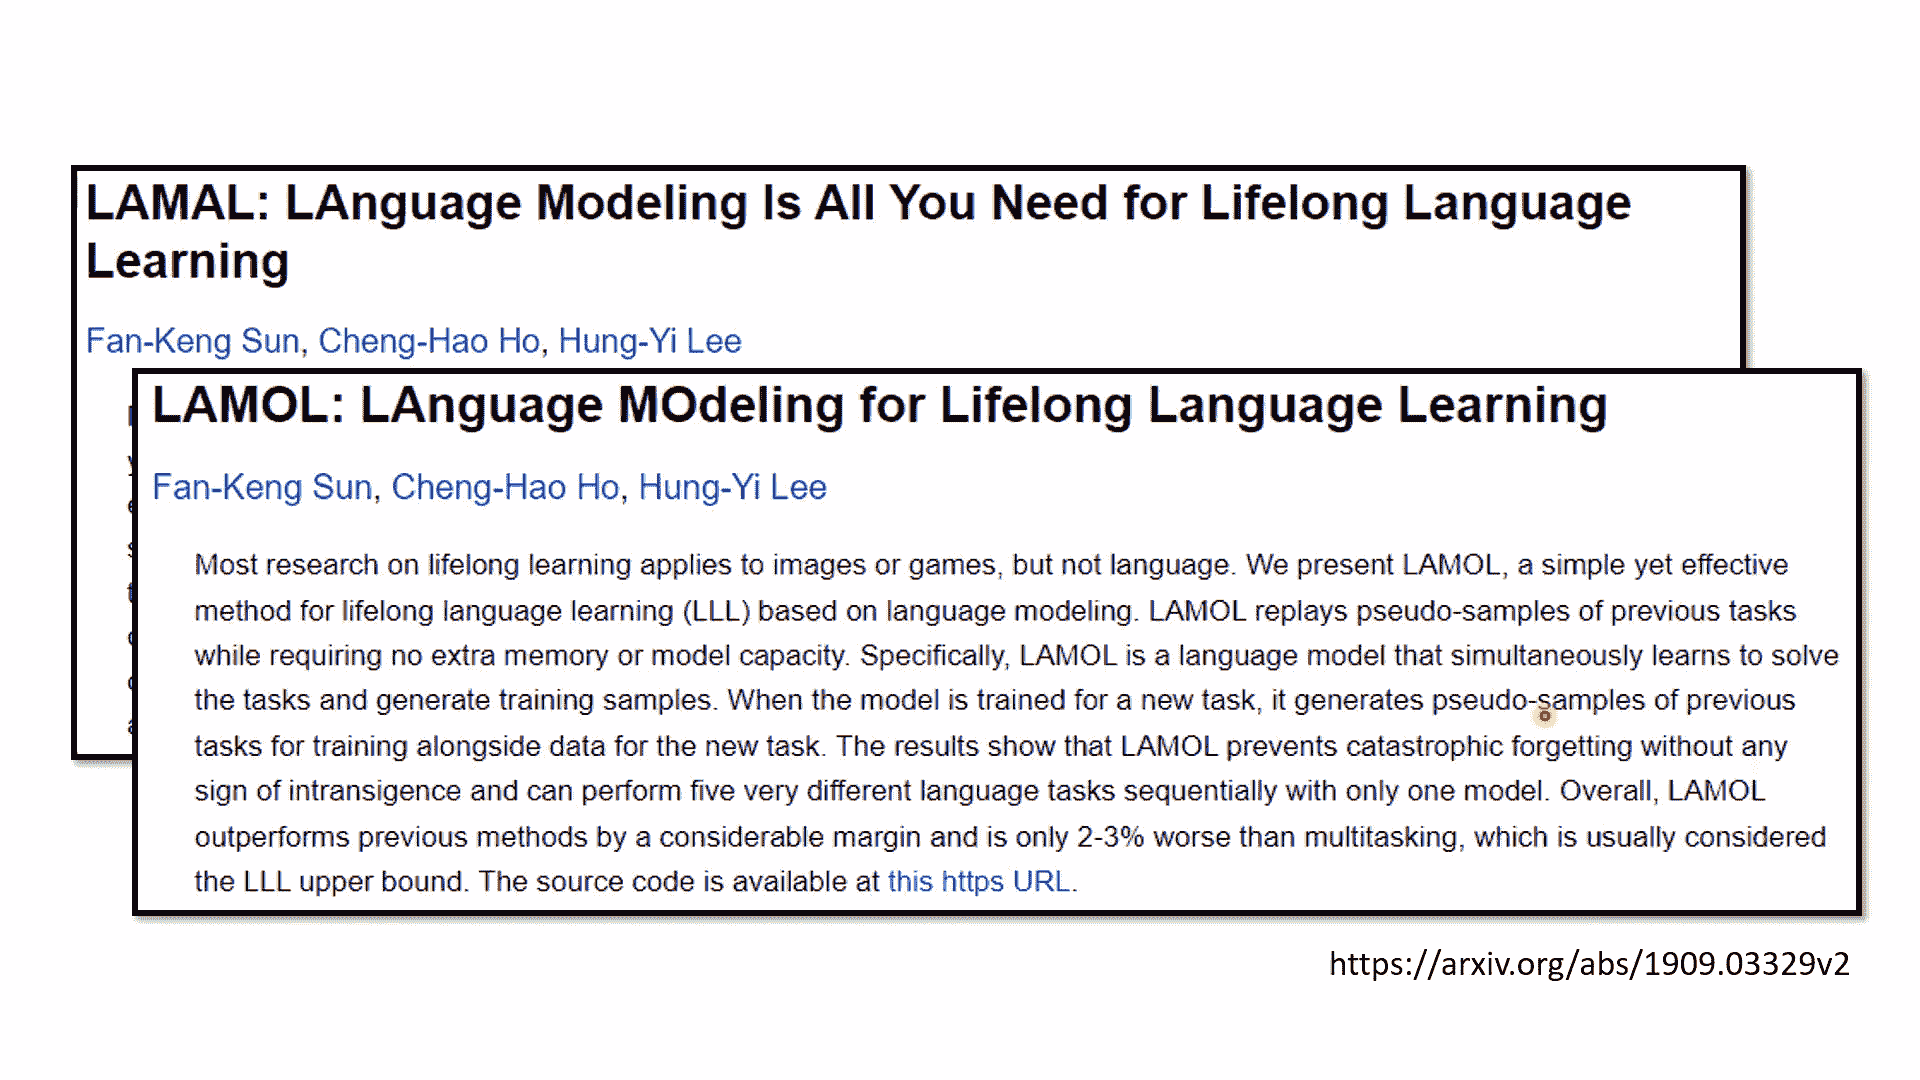 LAMAL: LAnguage Modeling Is All You Need for Lifelong Language
Learning
Fan-Keng Sun, Cheng-Hao Ho, Hung-Yi Lee
LAMOL: LAnguage MOdeling for Lifelong Language Learning
Fan-Keng Sun, Cheng-Hao Ho, Hung-Yi Lee
Most research on lifelong learning applies to images or games, but not language. We present LAMOL, a simple yet effective
method for lifelong language learning (LLL) based on language modeling. LAMOL replays pseudo-samples of previous tasks
while requiring no extra memory or model capacity. Specifically, LAMOL is a language model that simultaneously learns to solve
the tasks and generate training samples. When the model is trained for a new task, it generates pseudo-samples of previous
tasks for training alongside data for the new task. The results show that LAMOL prevents catastrophic forgetting without any
sign of intransigence and can perform five very different language tasks sequentially with only one model. Overall, LAMOL
outperforms previous methods by a considerable margin and is only 2-3% worse than multitasking, which is usually considered
the LLL upper bound. The source code is available at this https URL.
https://arxiv.org/abs/1909.03329v2